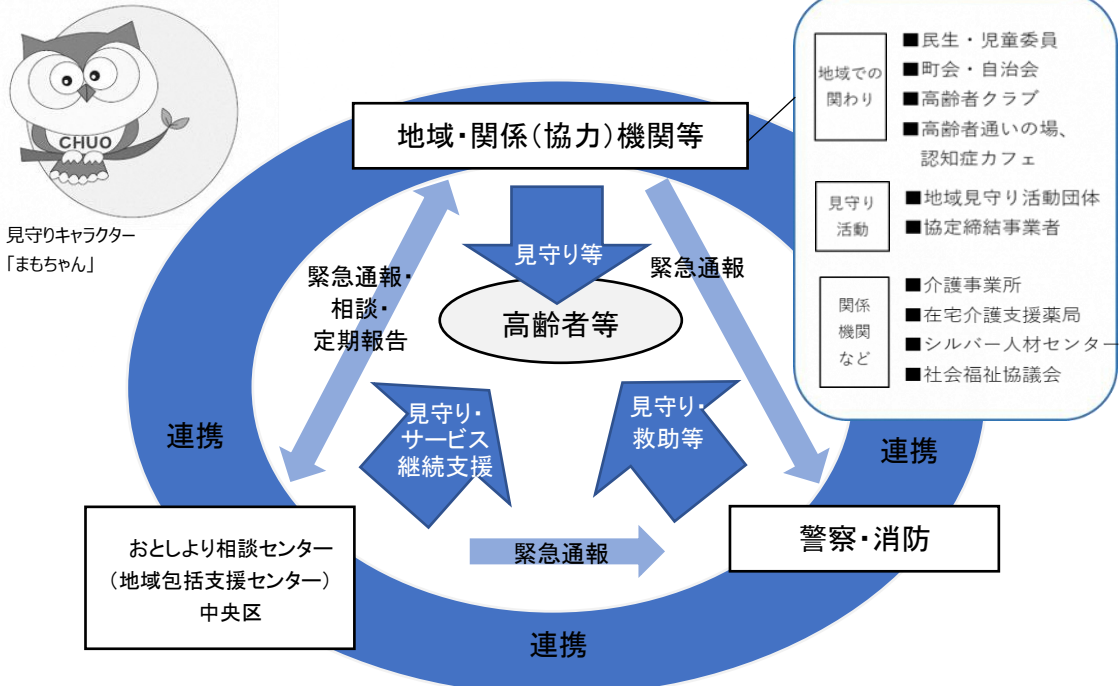 CHUO
見守りキャラクター
「まもちゃん」
地域・関係(協力)機関等
地域での
関わり
■民生・児童委員
■町会・自治会
■高齢者クラブ
■高齢者通いの場、
認知症カフェ
見守り
活動
■地域見守り活動団体
■協定締結事業者
関係
機関
など
■介護事業所
■在宅介護支援薬局
■シルバー人材センター
■社会福祉協議会
見守り等
緊急通報・
相談・
定期報告
緊急通報
高齢者等
見守り・
サービス
継続支援
見守り・
救助等
連携
連携
おとしより相談センター
(地域包括支援センター)
中央区
緊急通報
警察・消防
連携